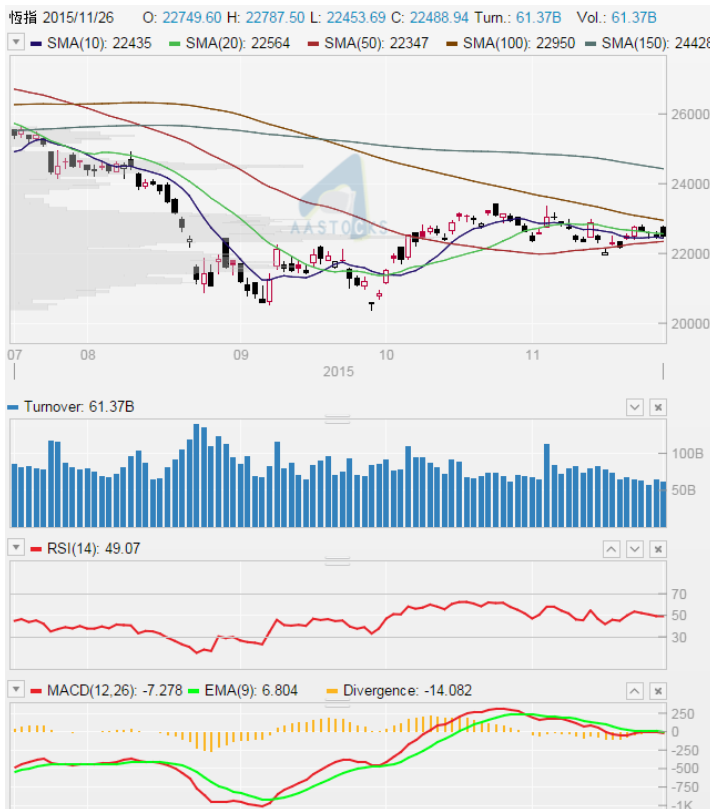 恆指 2015/11/26 O: 22749.60 H: 22787.50 L: 22453.69 C: 22488.94 Turn.: 61.37B Vol.: 61.37B
SMA(10): 22435 SMA(20): 22564 SMA(50): 22347 SMA(100): 22950 SMA(150): 24428
26000
24000
AASTOCKS
22000
20000
07 08 09 10 11
2015
Turnover: 61.37B
100B
50B
RSI(14): 49.07
70
50
30
MACD(12,26): -7.278 EMA(9): 6.804 Divergence: -14.082
250
0
-250
-500
-750
-1K